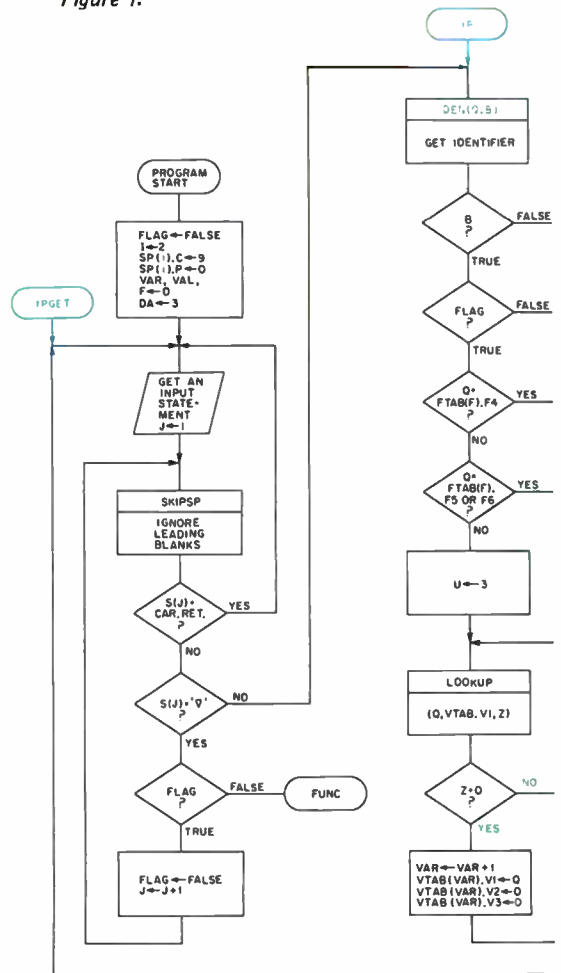 Figure 1.
PROGRAM
START
FLAG←FALSE
I←2
SP(I).C←9
SP(I).P←0
VAR, VAL,
F←0
DA←3
IPGET
GET AN
INPUT
STATE-
MENT
J←1
SKIPSP
IGNORE
LEADING
BLANKS
S(J)=
CAR.RET.
?
YES
NO
S(J)='∇'
?
NO
YES
FLAG
?
FALSE
FUNC
TRUE
FLAG←FALSE
J←J+1
(Q,B)
GET IDENTIFIER
B
?
FALSE
TRUE
FLAG
?
FALSE
TRUE
Q=
FTAB(F).F4
?
YES
NO
Q=
FTAB(F).
F5 OR F6
?
YES
NO
U←3
LOOKUP
(Q,VTAB,V1,Z)
Z=0
?
NO
YES
VAR←VAR+1
VTAB(VAR).V1←Q
VTAB(VAR).V2←0
VTAB(VAR).V3←0